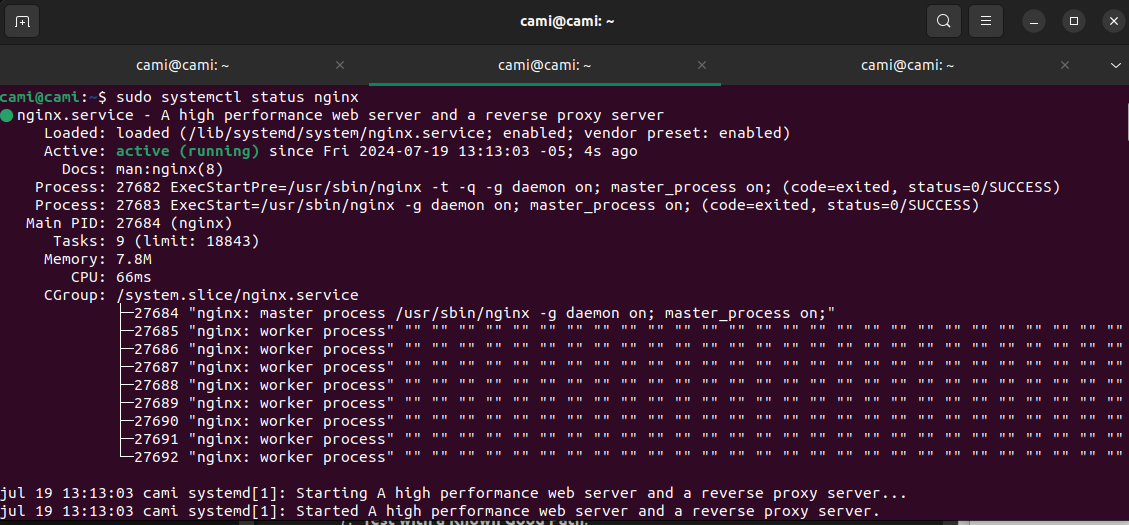 cami@cami: ~
cami@cami: ~ cami@cami: ~ cami@cami: ~
cami@cami:~$ sudo systemctl status nginx
nginx.service - A high performance web server and a reverse proxy server
Loaded: loaded (/lib/systemd/system/nginx.service; enabled; vendor preset: enabled)
Active: active (running) since Fri 2024-07-19 13:13:03 -05; 4s ago
Docs: man:nginx(8)
Process: 27682 ExecStartPre=/usr/sbin/nginx -t -q -g daemon on; master_process on; (code=exited, status=0/SUCCESS)
Process: 27683 ExecStart=/usr/sbin/nginx -g daemon on; master_process on; (code=exited, status=0/SUCCESS)
Main PID: 27684 (nginx)
Tasks: 9 (limit: 18843)
Memory: 7.8M
CPU: 66ms
CGroup: /system.slice/nginx.service
├─27684 "nginx: master process /usr/sbin/nginx -g daemon on; master_process on;"
├─27685 "nginx: worker process" "" "" "" "" "" "" "" "" "" "" "" "" "" "" "" "" "" "" "" "" "" "" "" "" "" "" ""
├─27686 "nginx: worker process" "" "" "" "" "" "" "" "" "" "" "" "" "" "" "" "" "" "" "" "" "" "" "" "" "" "" ""
├─27687 "nginx: worker process" "" "" "" "" "" "" "" "" "" "" "" "" "" "" "" "" "" "" "" "" "" "" "" "" "" "" ""
├─27688 "nginx: worker process" "" "" "" "" "" "" "" "" "" "" "" "" "" "" "" "" "" "" "" "" "" "" "" "" "" "" ""
├─27689 "nginx: worker process" "" "" "" "" "" "" "" "" "" "" "" "" "" "" "" "" "" "" "" "" "" "" "" "" "" "" ""
├─27690 "nginx: worker process" "" "" "" "" "" "" "" "" "" "" "" "" "" "" "" "" "" "" "" "" "" "" "" "" "" "" ""
├─27691 "nginx: worker process" "" "" "" "" "" "" "" "" "" "" "" "" "" "" "" "" "" "" "" "" "" "" "" "" "" "" ""
└─27692 "nginx: worker process" "" "" "" "" "" "" "" "" "" "" "" "" "" "" "" "" "" "" "" "" "" "" "" "" "" "" ""
jul 19 13:13:03 cami systemd[1]: Starting A high performance web server and a reverse proxy server...
jul 19 13:13:03 cami systemd[1]: Started A high performance web server and a reverse proxy server.
Test with a Known Good Path: